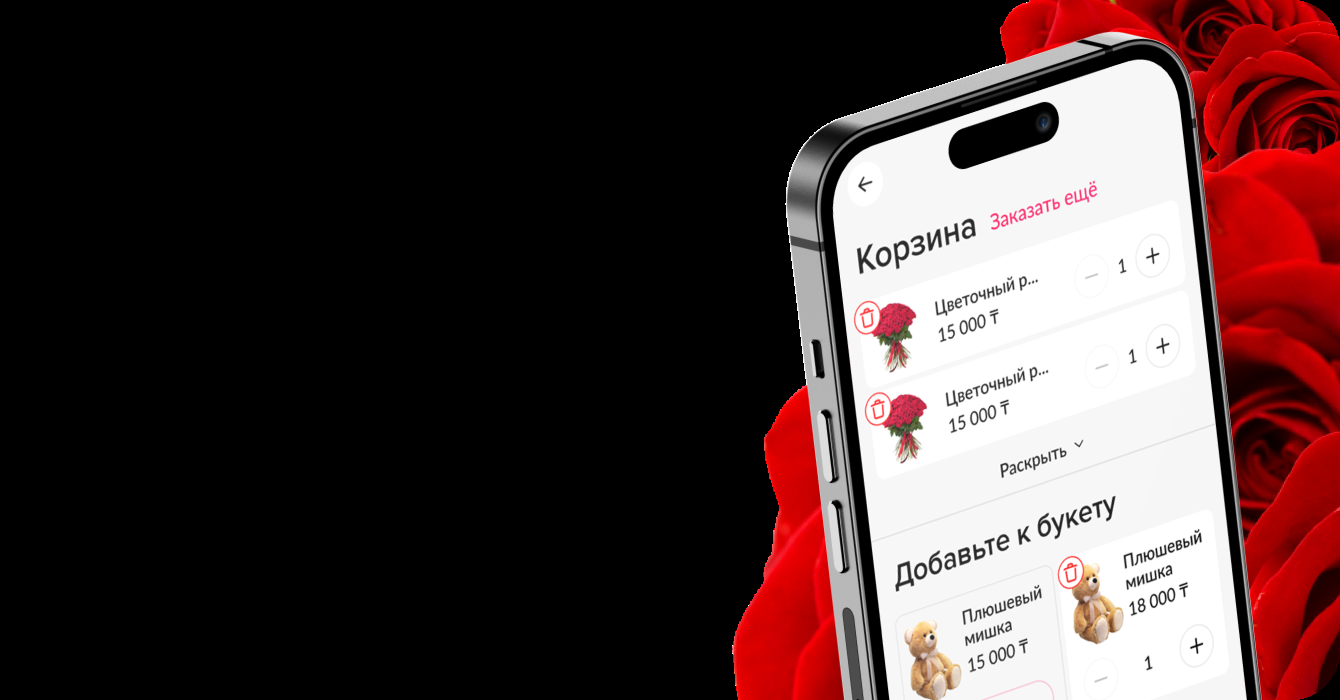 Корзина Заказать ещё
Цветочный р...
15 000 ₸
1
Цветочный р...
15 000 ₸
1
Раскрыть
Добавьте к букету
Плюшевый
мишка
15 000 ₸
Плюшевый
мишка
18 000 ₸
1